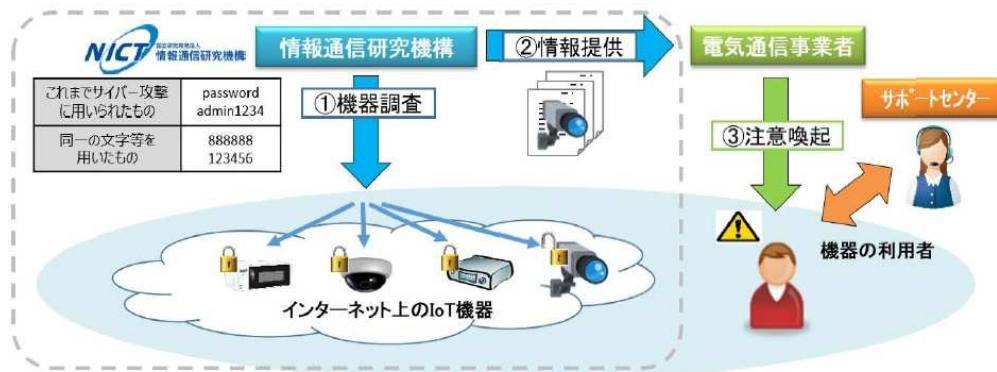 NICT
国立研究開発法人
情報通信研究機構
情報通信研究機構
②情報提供
電気通信事業者
これまでサイバー攻撃
に用いられたもの
password
admin1234
同一の文字等を
用いたもの
888888
123456
①機器調査
③注意喚起
サポートセンター
機器の利用者
インターネット上のIoT機器